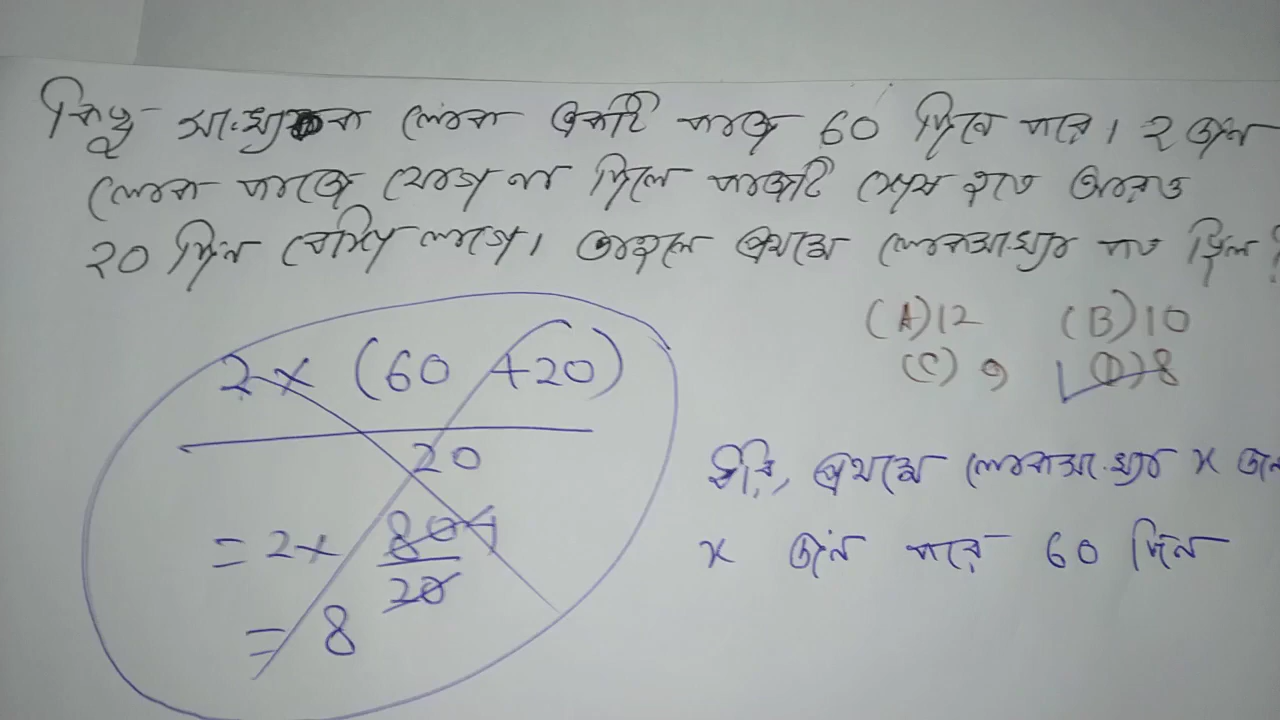 কিছু সংখ্যক লোক একটি কাজ 60 দিনে করে। 2 জন
লোক কাজে যোগ না দিলে কাজটি শেষ হতে আরও
20 দিন বেশি লাগে। তাহলে প্রথমে লোকসংখ্যা কত ছিল?
(A) 12 (B) 10
(C) 9 (D) 8
2 × (60 + 20)
20
= 2 × 80 4
20
= 8
ধরি, প্রথমে লোকসংখ্যা x জন
x জন করে 60 দিন